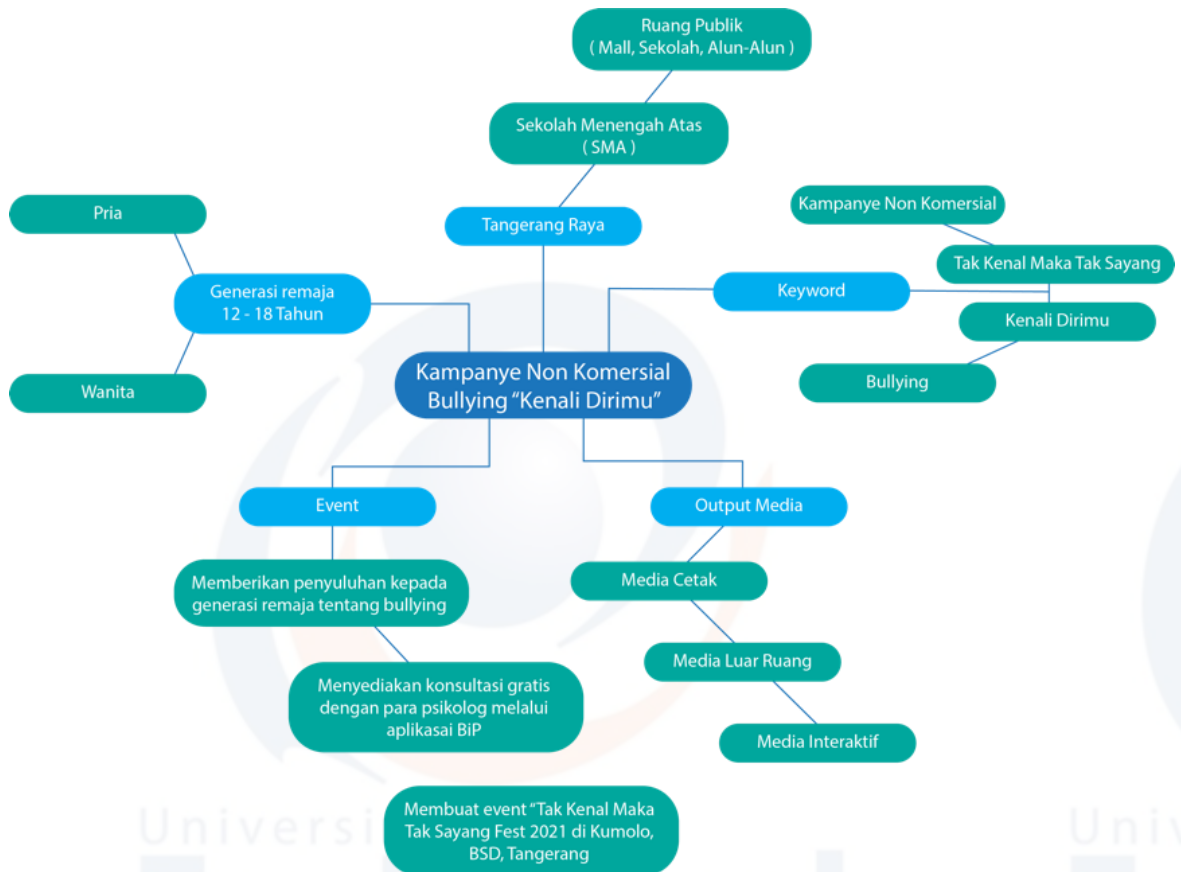 Ruang Publik
( Mall, Sekolah, Alun-Alun )
Sekolah Menengah Atas
( SMA )
Tangerang Raya
Pria
Generasi remaja
12 - 18 Tahun
Wanita
Kampanye Non Komersial
Tak Kenal Maka Tak Sayang
Keyword
Kenali Dirimu
Bullying
Kampanye Non Komersial
Bullying “Kenali Dirimu”
Event
Memberikan penyuluhan kepada
generasi remaja tentang bullying
Menyediakan konsultasi gratis
dengan para psikolog melalui
aplikasai BiP
Membuat event “Tak Kenal Maka
Tak Sayang Fest 2021 di Kumolo,
BSD, Tangerang
Output Media
Media Cetak
Media Luar Ruang
Media Interaktif
Universi
Univ